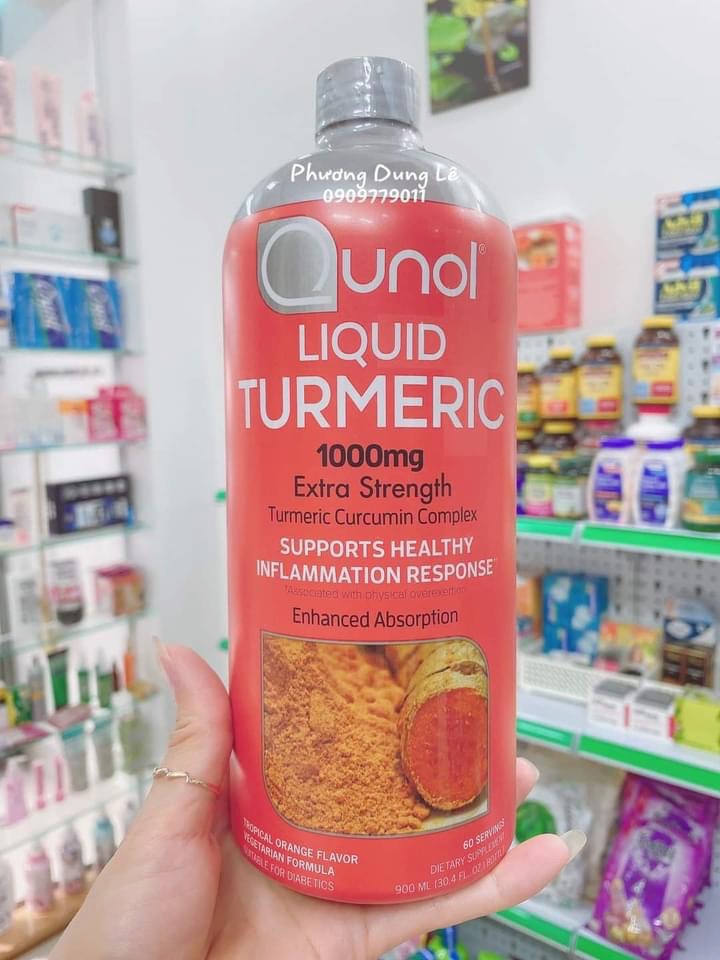 Phương Dung Lê
0909779011
Qunol®
LIQUID
TURMERIC
1000mg
Extra Strength
Turmeric Curcumin Complex
SUPPORTS HEALTHY
INFLAMMATION RESPONSE**
*Associated with physical overexertion
Enhanced Absorption
TROPICAL ORANGE FLAVOR
VEGETARIAN FORMULA
SUITABLE FOR DIABETICS
60 SERVINGS
DIETARY SUPPLEMENT
900 ML (30.4 FL. OZ.) BOTTLE
Advil
Advil